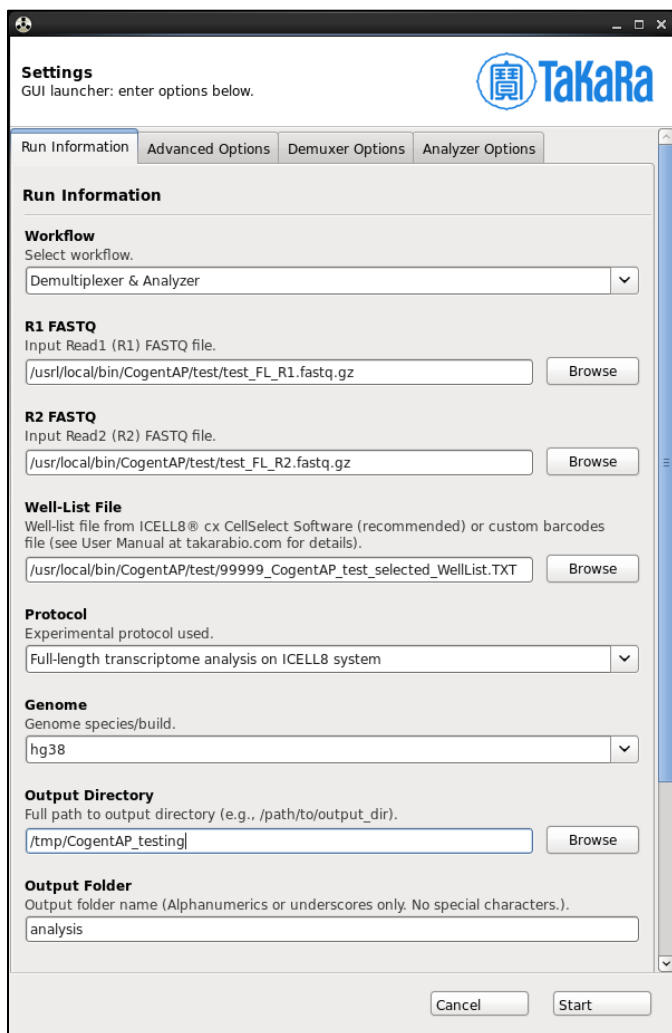 Settings
GUI launcher: enter options below.
寶 TaKaRa
Run Information Advanced Options Demuxer Options Analyzer Options
Run Information
Workflow
Select workflow.
Demultiplexer & Analyzer
R1 FASTQ
Input Read1 (R1) FASTQ file.
/usrl/local/bin/CogentAP/test/test_FL_R1.fastq.gz Browse
R2 FASTQ
Input Read2 (R2) FASTQ file.
/usr/local/bin/CogentAP/test/test_FL_R2.fastq.gz Browse
Well-List File
Well-list file from ICELL8® cx CellSelect Software (recommended) or custom barcodes
file (see User Manual at takarabio.com for details).
/usr/local/bin/CogentAP/test/99999_CogentAP_test_selected_WellList.TXT Browse
Protocol
Experimental protocol used.
Full-length transcriptome analysis on ICELL8 system
Genome
Genome species/build.
hg38
Output Directory
Full path to output directory (e.g., /path/to/output_dir).
/tmp/CogentAP_testing Browse
Output Folder
Output folder name (Alphanumerics or underscores only. No special characters.).
analysis
Cancel Start